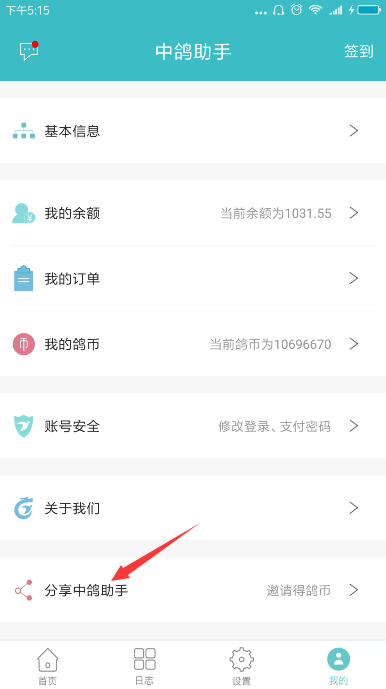 下午5:15
中鸽助手
签到
基本信息
我的余额 当前余额为1031.55
我的订单
币 我的鸽币 当前鸽币为10696670
账号安全 修改登录、支付密码
关于我们
分享中鸽助手 邀请得鸽币
首页 日志 设置 我的